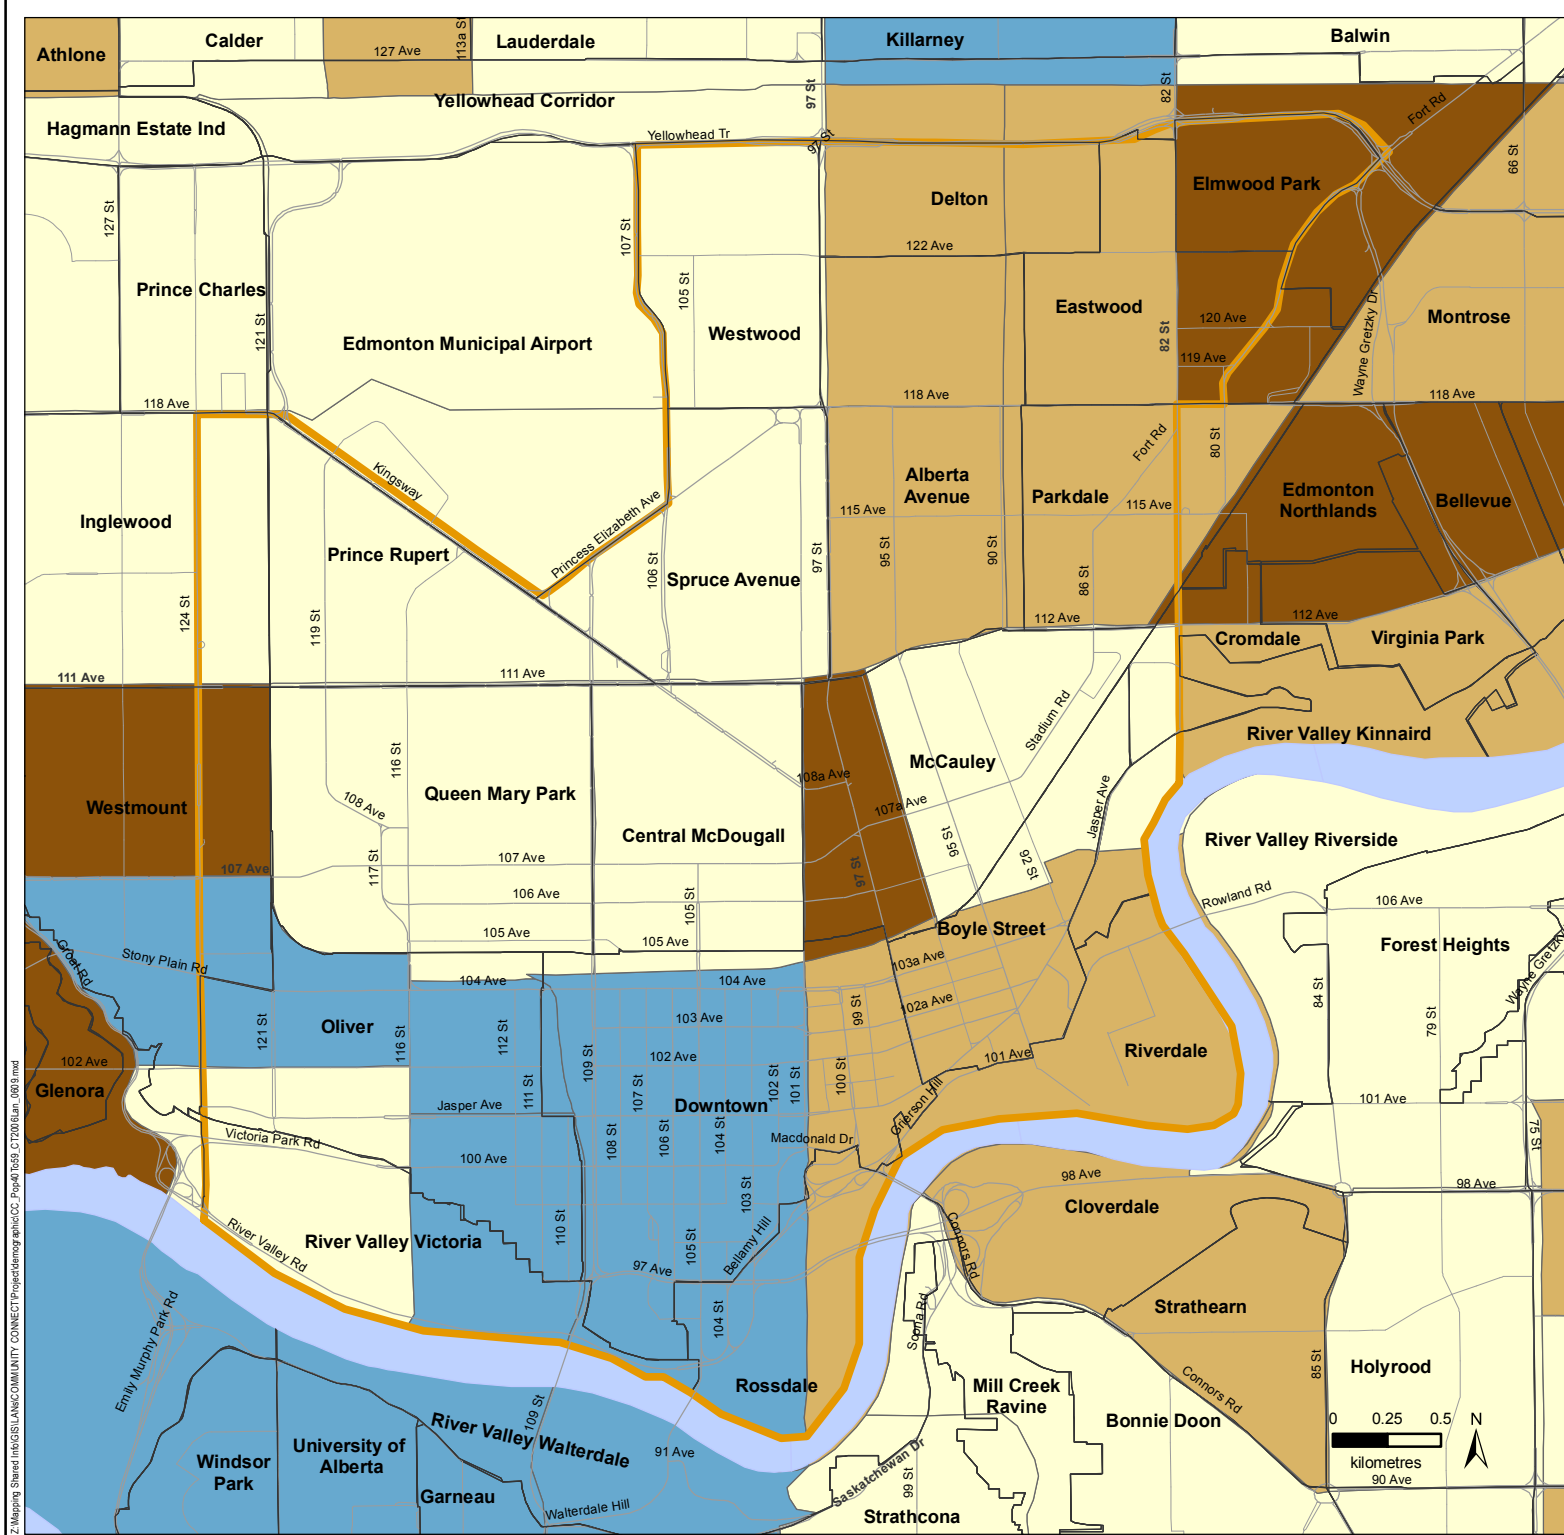 Athlone
Calder
127 Ave
113a St
Lauderdale
Killarney
Balwin
Hagmann Estate Ind
Yellowhead Corridor
97 St
82 St
Fort Rd
Yellowhead Tr
97 St
66 St
127 St
107 St
Delton
Elmwood Park
122 Ave
Prince Charles
121 St
105 St
Edmonton Municipal Airport
Westwood
Eastwood
82 St
120 Ave
119 Ave
Wayne Gretzky Dr
Montrose
118 Ave
118 Ave
118 Ave
Kingsway
Fort Rd
80 St
Inglewood
Alberta
Avenue
Parkdale
Edmonton
Northlands
Bellevue
115 Ave
115 Ave
Prince Rupert
Princess Elizabeth Ave
106 St
Spruce Avenue
97 St
95 St
90 St
86 St
124 St
119 St
112 Ave
112 Ave
Cromdale
Virginia Park
111 Ave
111 Ave
Stadium Rd
River Valley Kinnaird
116 St
McCauley
108a Ave
Westmount
108 Ave
Queen Mary Park
107a Ave
Jasper Ave
Central McDougall
95 St
92 St
River Valley Riverside
107 Ave
117 St
107 Ave
97 St
106 Ave
105 St
Rowland Rd
106 Ave
105 Ave
105 Ave
Boyle Street
Forest Heights
Groat Rd
Stony Plain Rd
104 Ave
104 Ave
103a Ave
Wayne Gretzky
121 St
Oliver
116 St
112 St
103 Ave
99 St
102a Ave
84 St
79 St
102 Ave
109 St
102 Ave
101 Ave
Riverdale
Glenora
111 St
107 St
102 St
101 St
100 St
Jasper Ave
Downtown
Grierson Hill
101 Ave
Victoria Park Rd
108 St
106 St
104 St
Macdonald Dr
75 St
100 Ave
103 St
98 Ave
98 Ave
Cloverdale
River Valley Rd
River Valley Victoria
110 St
105 St
Bellamy Hill
Connors Rd
97 Ave
Emily Murphy Park Rd
104 St
Scona Rd
Strathearn
85 St
Holyrood
Rossdale
Mill Creek
Ravine
Connors Rd
Bonnie Doon
109 St
River Valley Walterdale
0 0.25 0.5
N
kilometres
90 Ave
University of
Alberta
Windsor
Park
91 Ave
Garneau
Walterdale Hill
Saskatchewan Dr
99 St
Strathcona
Z:\Mapping Shared Info\GIS\LANs\COMMUNITY CONNECT\Project\demographic\CC_Pop40To59_CT2006Lan_0609.mxd